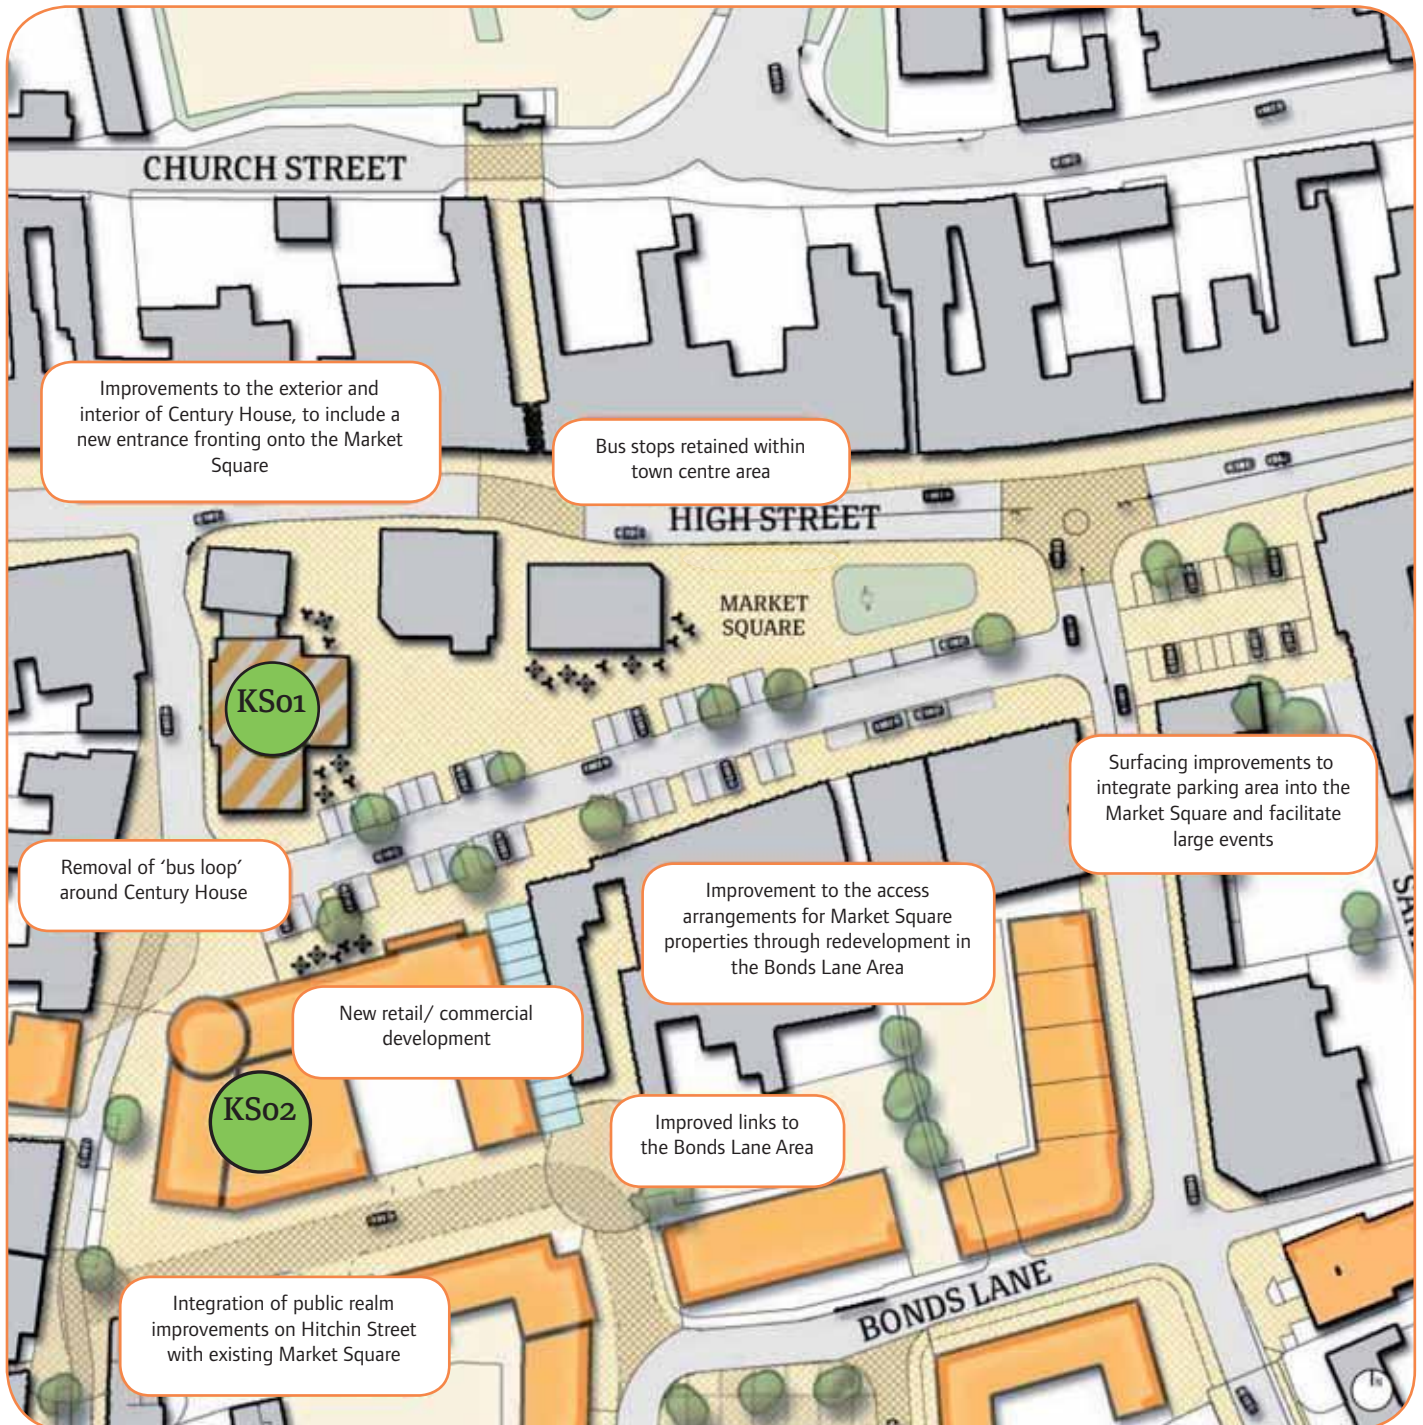 CHURCH STREET
Improvements to the exterior and
interior of Century House, to include a
new entrance fronting onto the Market
Square
Bus stops retained within
town centre area
HIGH STREET
MARKET
SQUARE
KS01
Surfacing improvements to
integrate parking area into the
Market Square and facilitate
large events
Removal of ‘bus loop’
around Century House
Improvement to the access
arrangements for Market Square
properties through redevelopment in
the Bonds Lane Area
New retail/ commercial
development
KS02
Improved links to
the Bonds Lane Area
BONDS LANE
Integration of public realm
improvements on Hitchin Street
with existing Market Square